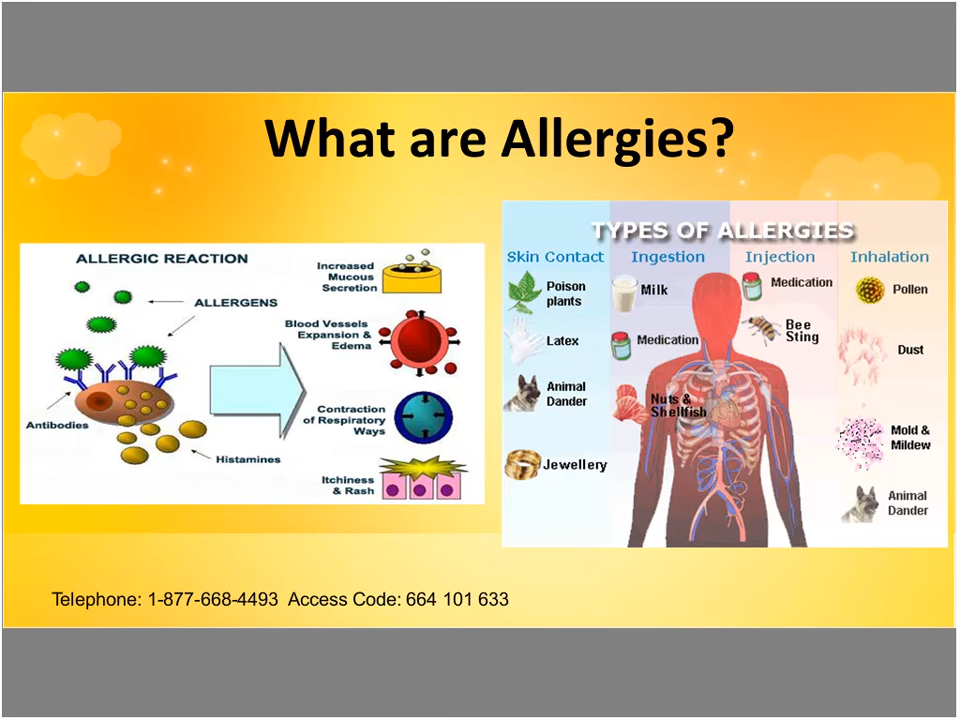 What are Allergies?
ALLERGIC REACTION
ALLERGENS
Antibodies
Histamines
Increased
Mucous
Secretion
Blood Vessels
Expansion &
Edema
Contraction
of Respiratory
Ways
Itchiness
& Rash
TYPES OF ALLERGIES
Skin Contact
Poison
plants
Latex
Animal
Dander
Jewellery
Ingestion
Milk
Medication
Nuts &
Shellfish
Injection
Medication
Bee
Sting
Inhalation
Pollen
Dust
Mold &
Mildew
Animal
Dander
Telephone: 1-877-668-4493 Access Code: 664 101 633